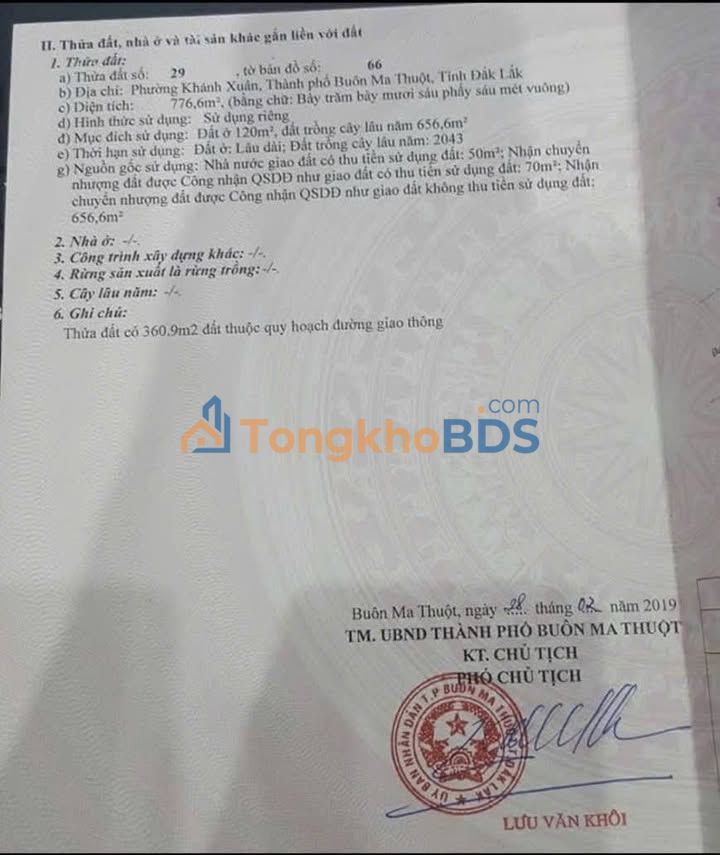 II. Thửa đất, nhà ở và tài sản khác gắn liền với đất
1. Thửa đất:
a) Thửa đất số: 29 , tờ bản đồ số: 66
b) Địa chỉ: Phường Khánh Xuân, Thành phố Buôn Ma Thuột, Tỉnh Đắk Lắk
c) Diện tích: 776,6m², (bằng chữ: Bảy trăm bảy mươi sáu phẩy sáu mét vuông)
d) Hình thức sử dụng: Sử dụng riêng
đ) Mục đích sử dụng: Đất ở 120m², đất trồng cây lâu năm 656,6m²
e) Thời hạn sử dụng: Đất ở: Lâu dài; Đất trồng cây lâu năm: 2043
g) Nguồn gốc sử dụng: Nhà nước giao đất có thu tiền sử dụng đất: 50m²; Nhận chuyển
nhượng đất được Công nhận QSDĐ như giao đất có thu tiền sử dụng đất: 70m²; Nhận
chuyển nhượng đất được Công nhận QSDĐ như giao đất không thu tiền sử dụng đất:
656,6m²
2. Nhà ở: -/-.
3. Công trình xây dựng khác: -/-.
4. Rừng sản xuất là rừng trồng: -/-.
5. Cây lâu năm: -/-.
6. Ghi chú:
Thửa đất có 360,9m2 đất thuộc quy hoạch đường giao thông
TongkhoBDS.com
Buôn Ma Thuột, ngày 28 tháng 02 năm 2019
TM. UBND THÀNH PHỐ BUÔN MA THUỘT
KT. CHỦ TỊCH
PHÓ CHỦ TỊCH
ỦY BAN NHÂN DÂN T.P BUÔN MA THUỘT ĐẮK LẮK
LƯU VĂN KHÔI